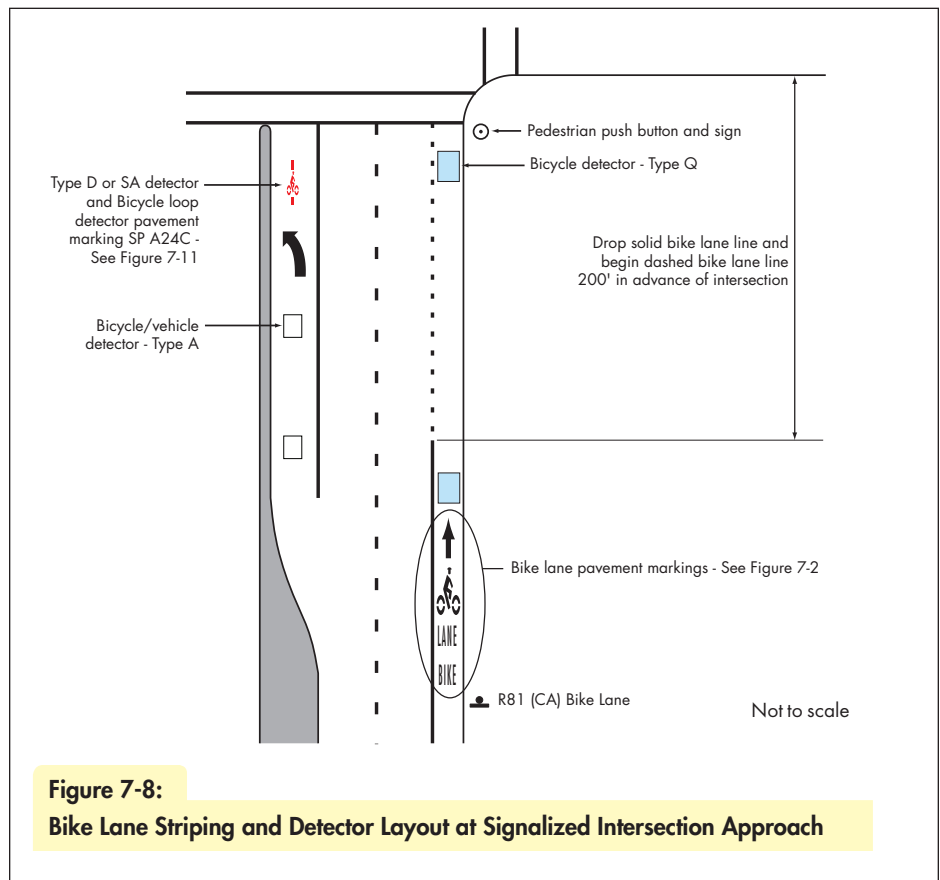 Pedestrian push button and sign
Bicycle detector - Type Q
Type D or SA detector
and Bicycle loop
detector pavement
marking SP A24C -
See Figure 7-11
Drop solid bike lane line and
begin dashed bike lane line
200' in advance of intersection
Bicycle/vehicle
detector - Type A
Bike lane pavement markings - See Figure 7-2
LANE
BIKE
R81 (CA) Bike Lane
Not to scale
Figure 7-8:
Bike Lane Striping and Detector Layout at Signalized Intersection Approach